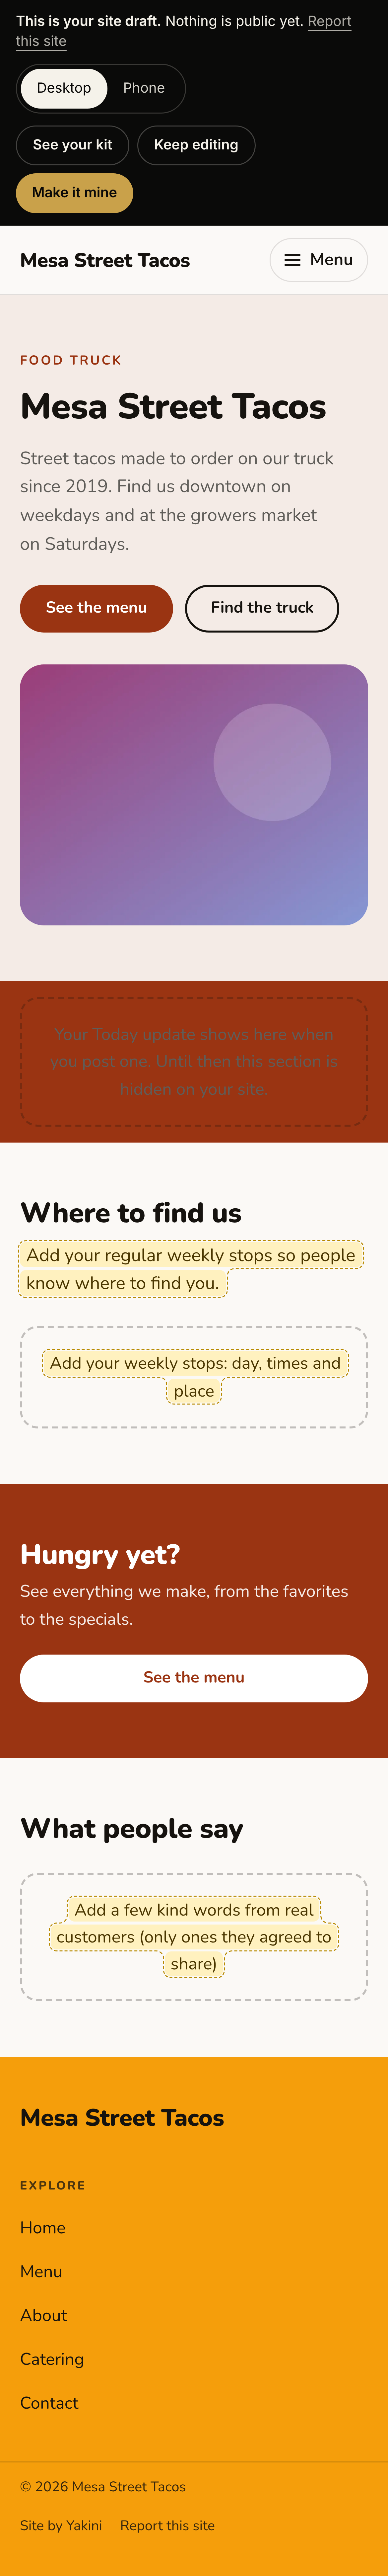 This is your site draft. Nothing is public yet. Report
this site
Desktop Phone
See your kit Keep editing
Make it mine
Mesa Street Tacos Menu
FOOD TRUCK
Mesa Street Tacos
Street tacos made to order on our truck
since 2019. Find us downtown on
weekdays and at the growers market
on Saturdays.
See the menu Find the truck
Your Today update shows here when
you post one. Until then this section is
hidden on your site.
Where to find us
Add your regular weekly stops so people
know where to find you.
Add your weekly stops: day, times and
place
Hungry yet?
See everything we make, from the favorites
to the specials.
See the menu
What people say
Add a few kind words from real
customers (only ones they agreed to
share)
Mesa Street Tacos
EXPLORE
Home
Menu
About
Catering
Contact
© 2026 Mesa Street Tacos
Site by Yakini Report this site